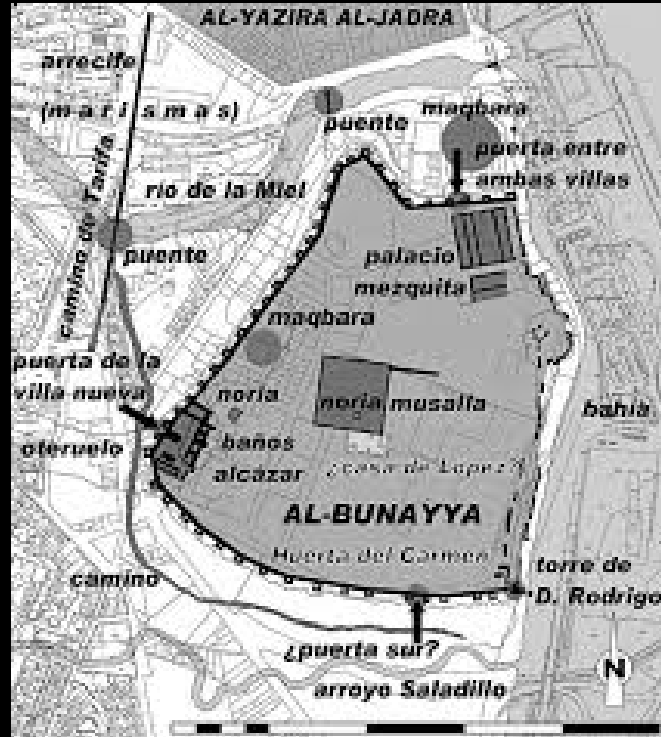 AL-YAZIRA AL-JADRA
arrecife
(marismas)
puente
maqbara
puerta entre
ambas villas
río de la Miel
camino de Tarifa
puente
palacio
mezquita
maqbara
puerta de la
villa nueva
noria
noria musalla
bahía
oteruelo
baños
alcázar
¿casa de Lopez?
AL-BUNAYYA
Huerta del Carmen
camino
torre de
D. Rodrigo
¿puerta sur?
arroyo Saladillo
N